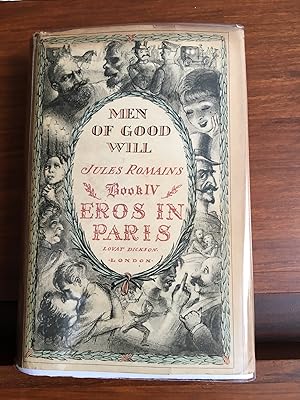 MEN
OF GOOD
WILL
JULES ROMAINS
Book IV
EROS IN
PARIS
LOVAT DICKSON
·LONDON·